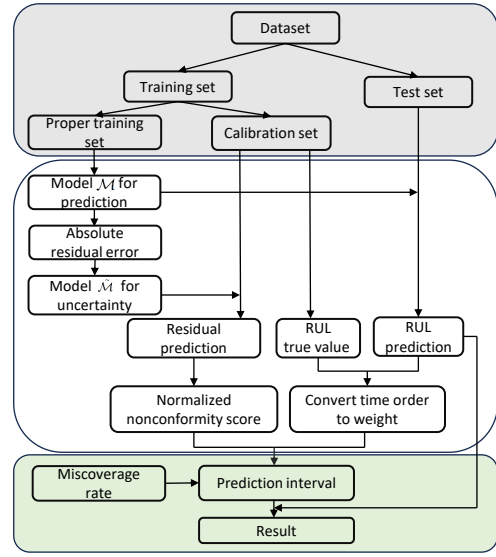 Dataset
Training set
Test set
Proper training
set
Calibration set
Model ℳ for
prediction
Absolute
residual error
Model ℳ̃ for
uncertainty
Residual
prediction
RUL
true value
RUL
prediction
Normalized
nonconformity score
Convert time order
to weight
Miscoverage
rate
Prediction interval
Result